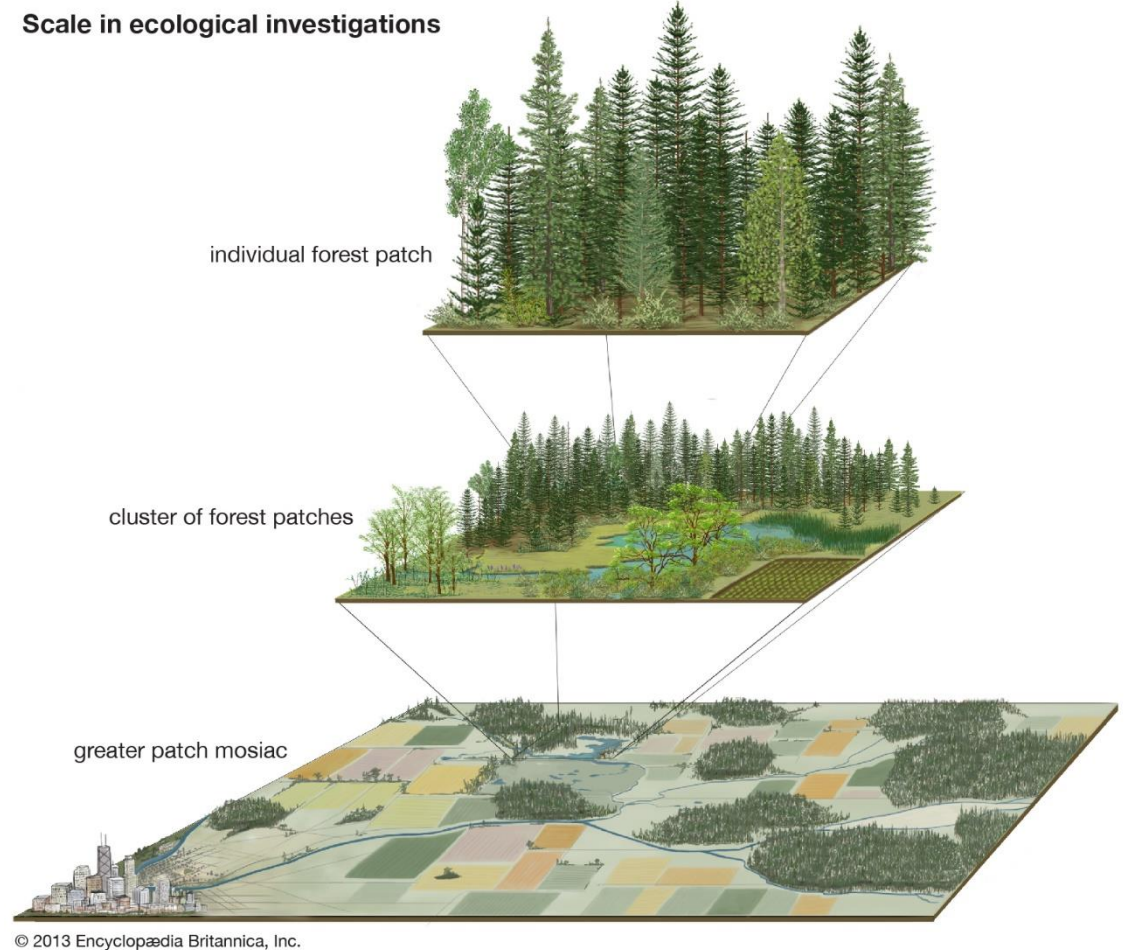 Scale in ecological investigations
individual forest patch
cluster of forest patches
greater patch mosiac
© 2013 Encyclopædia Britannica, Inc.